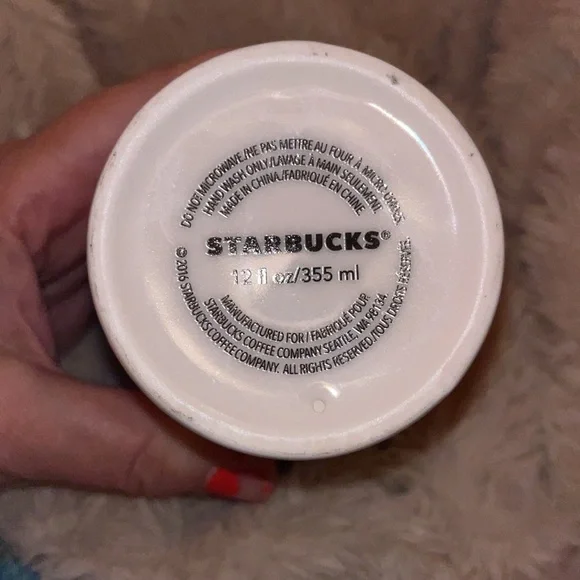 DO NOT MICROWAVE./NE PAS METTRE AU FOUR À MICRO-ONDES.
HAND WASH ONLY/LAVAGE À MAIN SEULEMENT
MADE IN CHINA./FABRIQUÉ EN CHINE.
STARBUCKS®
12 fl oz/355 ml
MANUFACTURED FOR/FABRIQUÉ POUR
STARBUCKS COFFEE COMPANY SEATTLE, WA 98134
© 2016 STARBUCKS COFFEE COMPANY. ALL RIGHTS RESERVED./TOUS DROITS RÉSERVÉS.